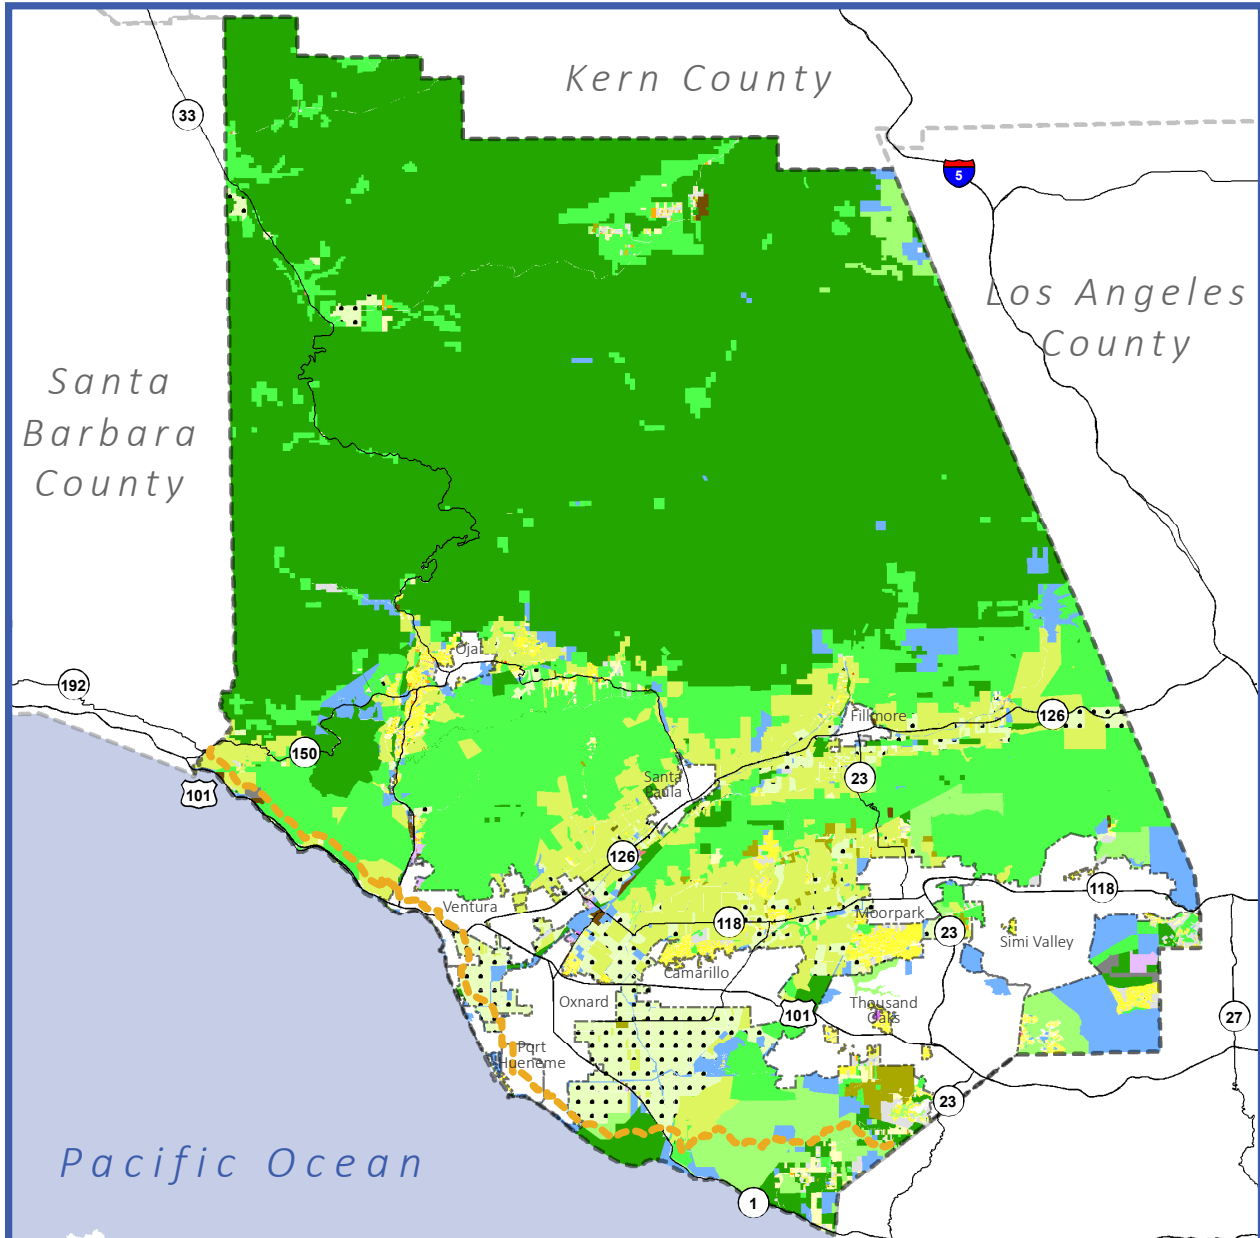 Kern County
33
5
Los Angeles
County
Santa
Barbara
County
Ojai
192
Fillmore
126
150
23
Santa
Paula
101
126
118
Ventura
118
Moorpark
23
Simi Valley
Camarillo
Oxnard
Thousand
Oaks
101
27
Port
Hueneme
23
Pacific Ocean
1